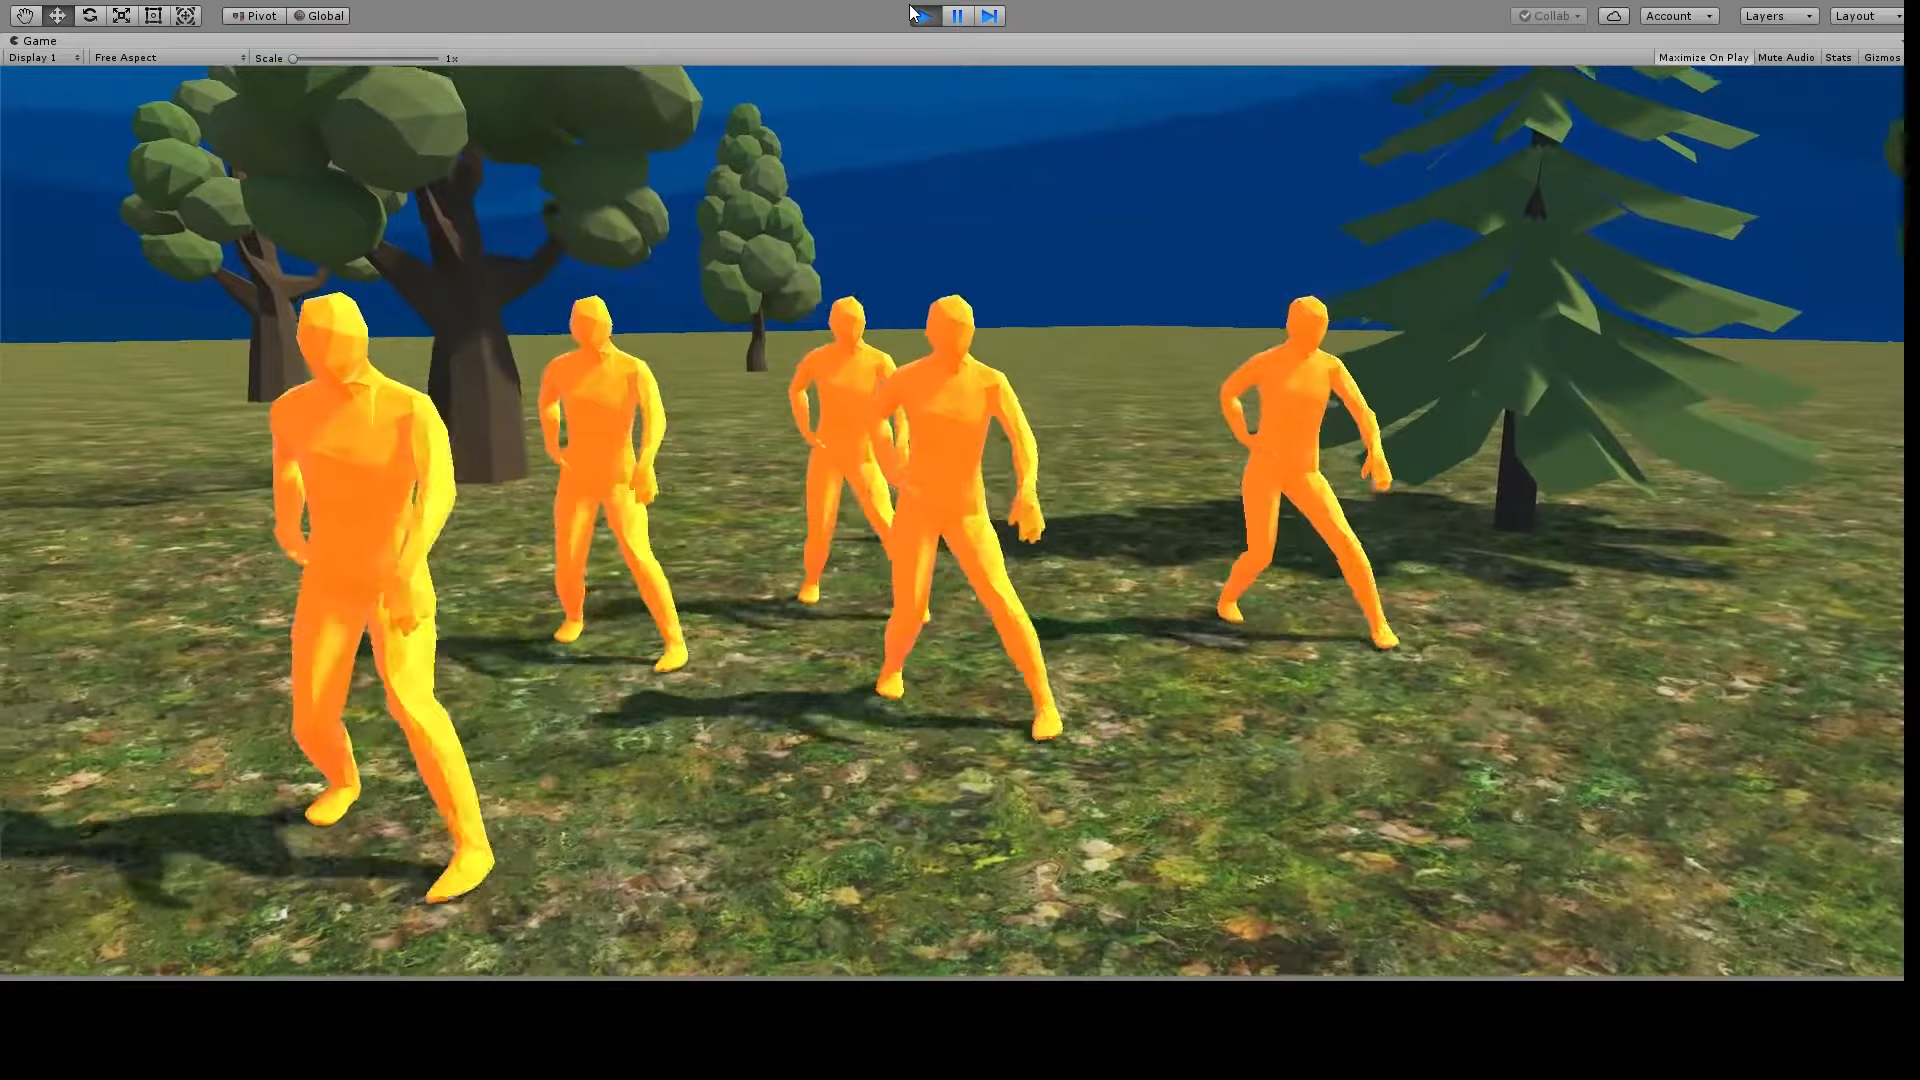 Pivot Global Collab Account Layers Layout
Game
Display 1 Free Aspect Scale 1x Maximize On Play Mute Audio Stats Gizmos